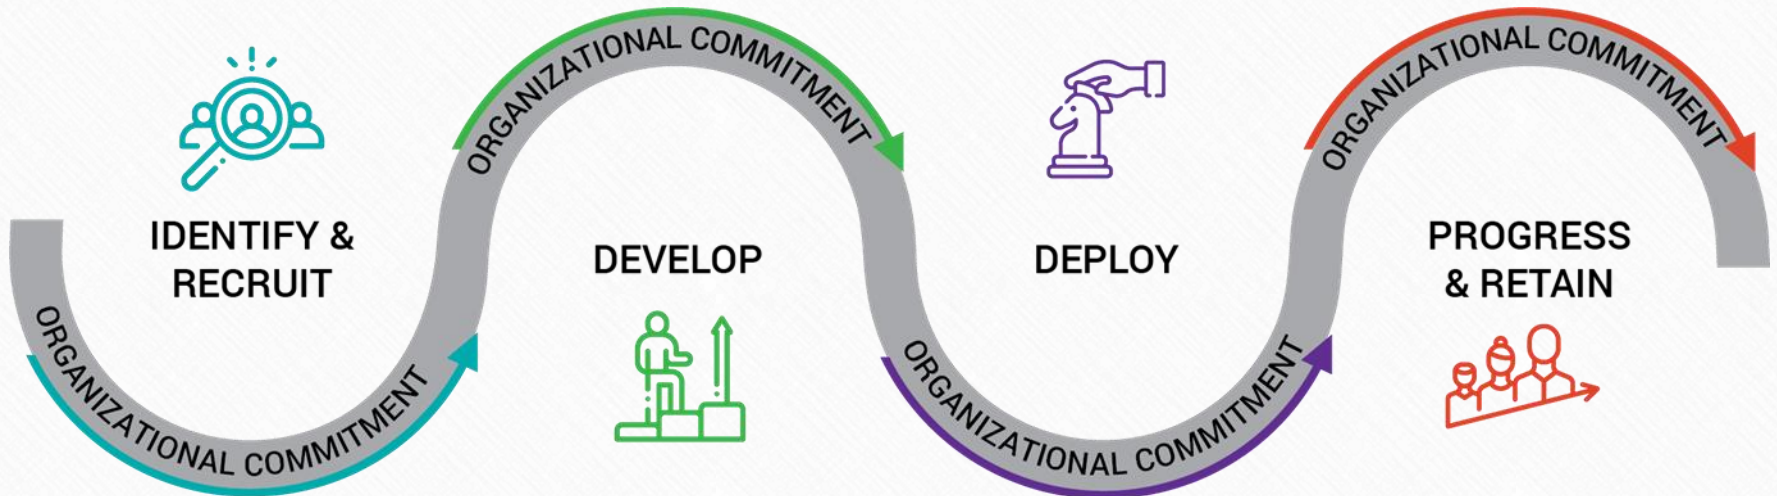 ORGANIZATIONAL COMMITMENT
IDENTIFY &
RECRUIT
ORGANIZATIONAL COMMITMENT
DEVELOP
ORGANIZATIONAL COMMITMENT
DEPLOY
ORGANIZATIONAL COMMITMENT
PROGRESS
& RETAIN